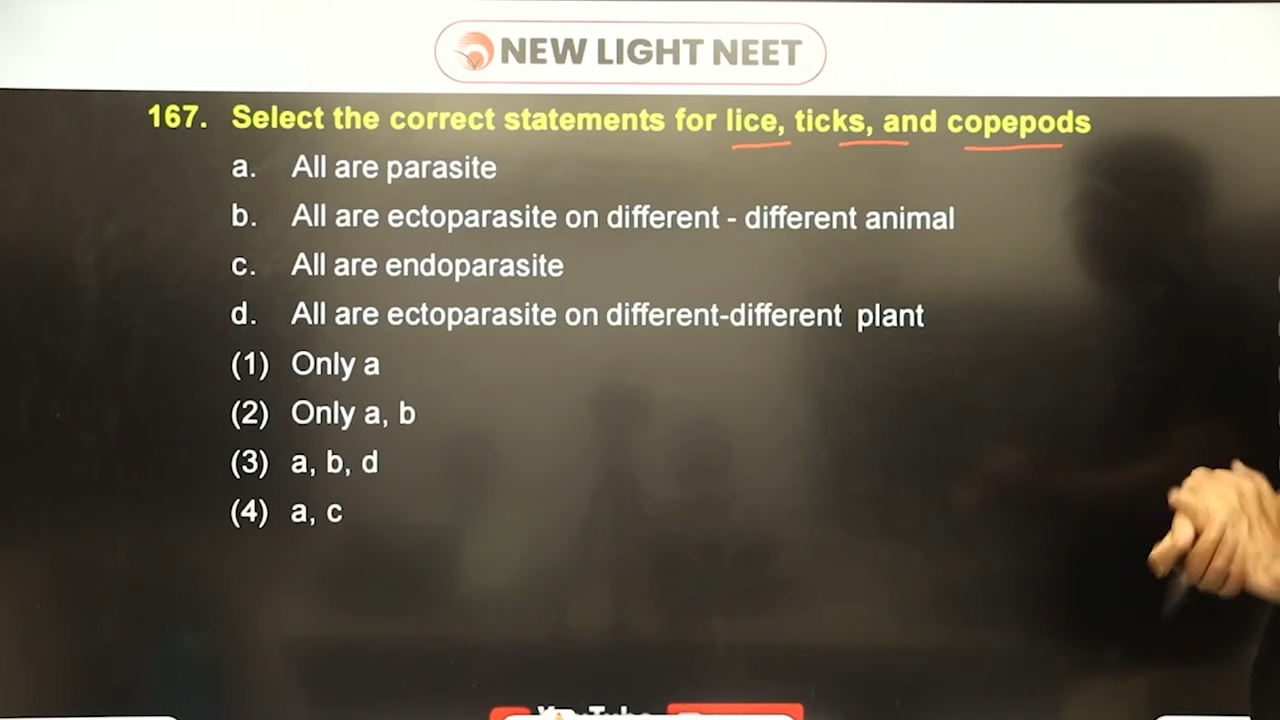 NEW LIGHT NEET
167. Select the correct statements for lice, ticks, and copepods
a. All are parasite
b. All are ectoparasite on different - different animal
c. All are endoparasite
d. All are ectoparasite on different-different plant
(1) Only a
(2) Only a, b
(3) a, b, d
(4) a, c